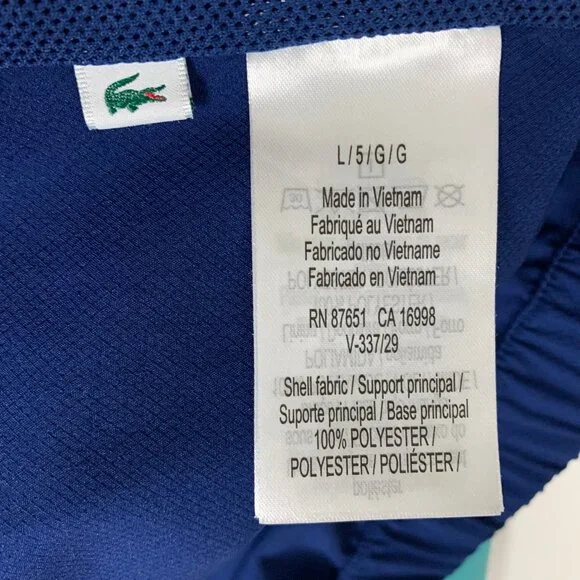 L / 5 / G / G
Made in Vietnam
Fabriqué au Vietnam
Fabricado no Vietname
Fabricado en Vietnam
RN 87651 CA 16998
V-337/29
Shell fabric / Support principal /
Suporte principal / Base principal
100% POLYESTER /
POLYESTER / POLIÉSTER /